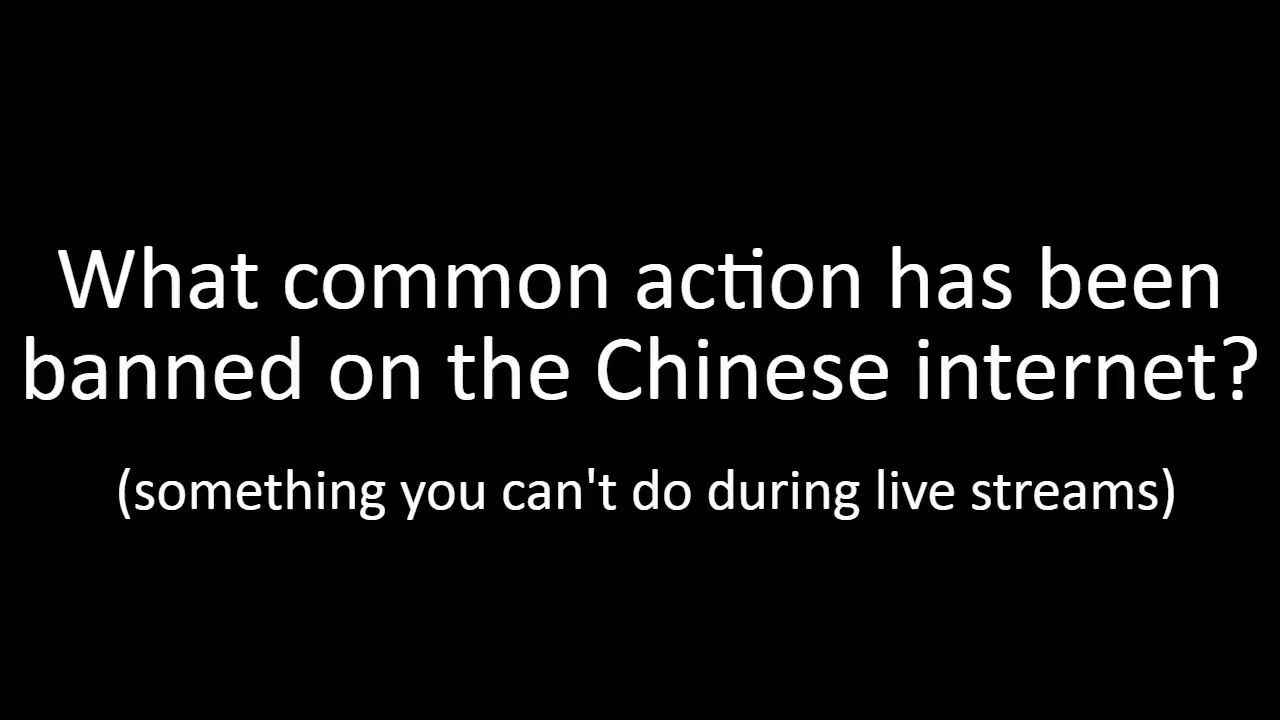 What common action has been
banned on the Chinese internet?
(something you can't do during live streams)